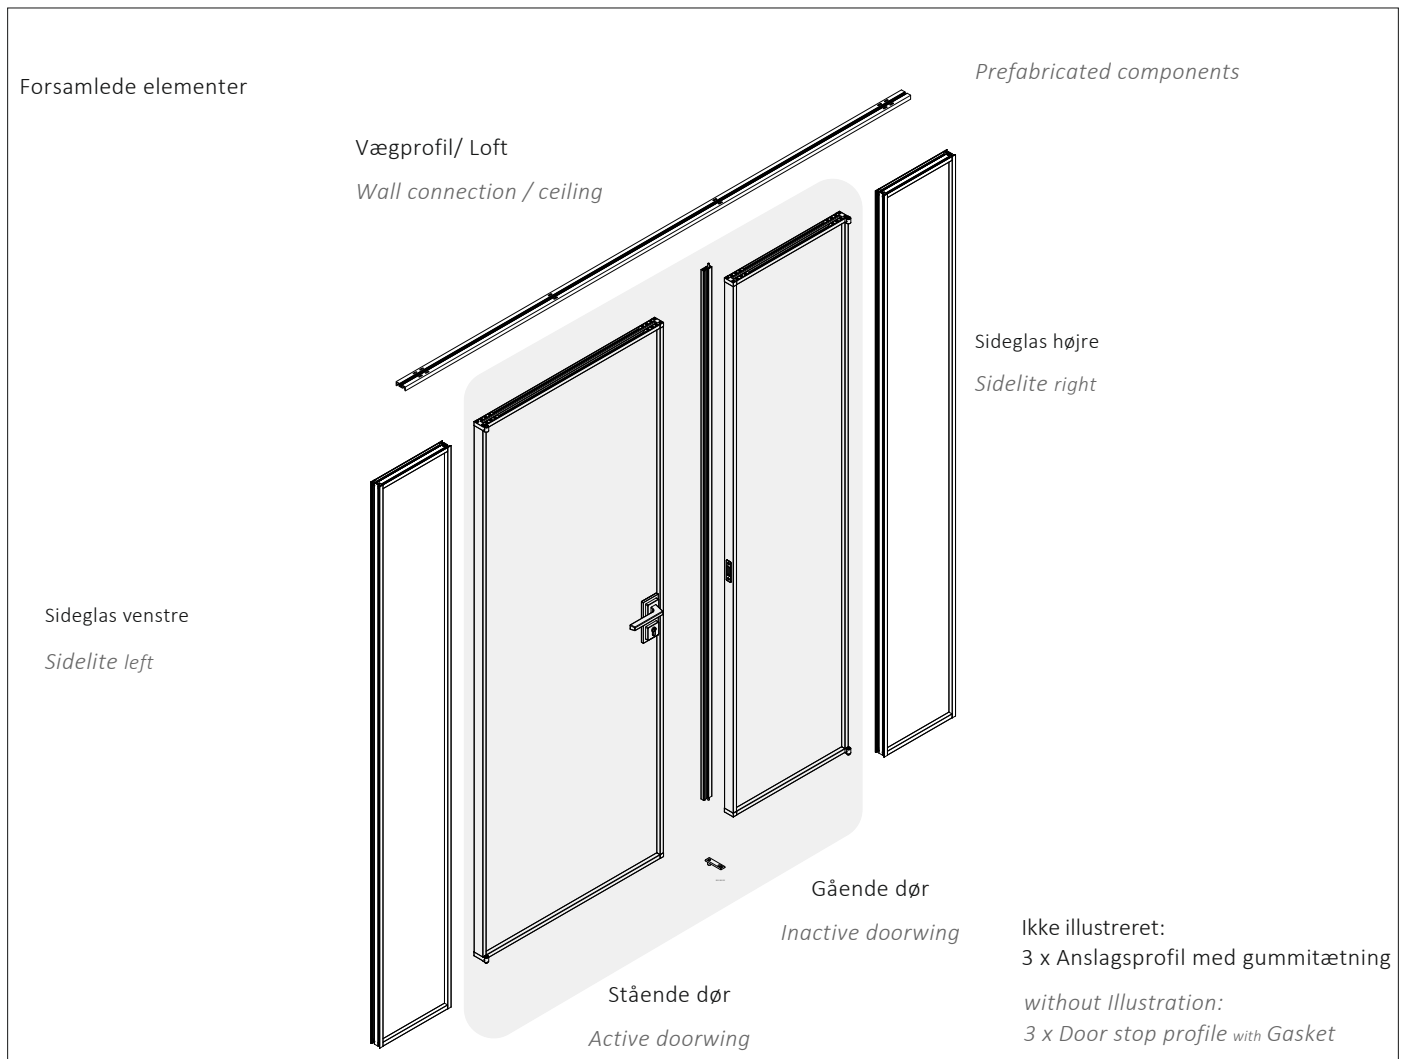 Forsamlede elementer
Prefabricated components
Vægprofil/ Loft
Wall connection / ceiling
Sideglas højre
Sidelite right
Sideglas venstre
Sidelite left
Gående dør
Inactive doorwing
Stående dør
Active doorwing
Ikke illustreret:
3 x Anslagsprofil med gummitætning
without Illustration:
3 x Door stop profile with Gasket